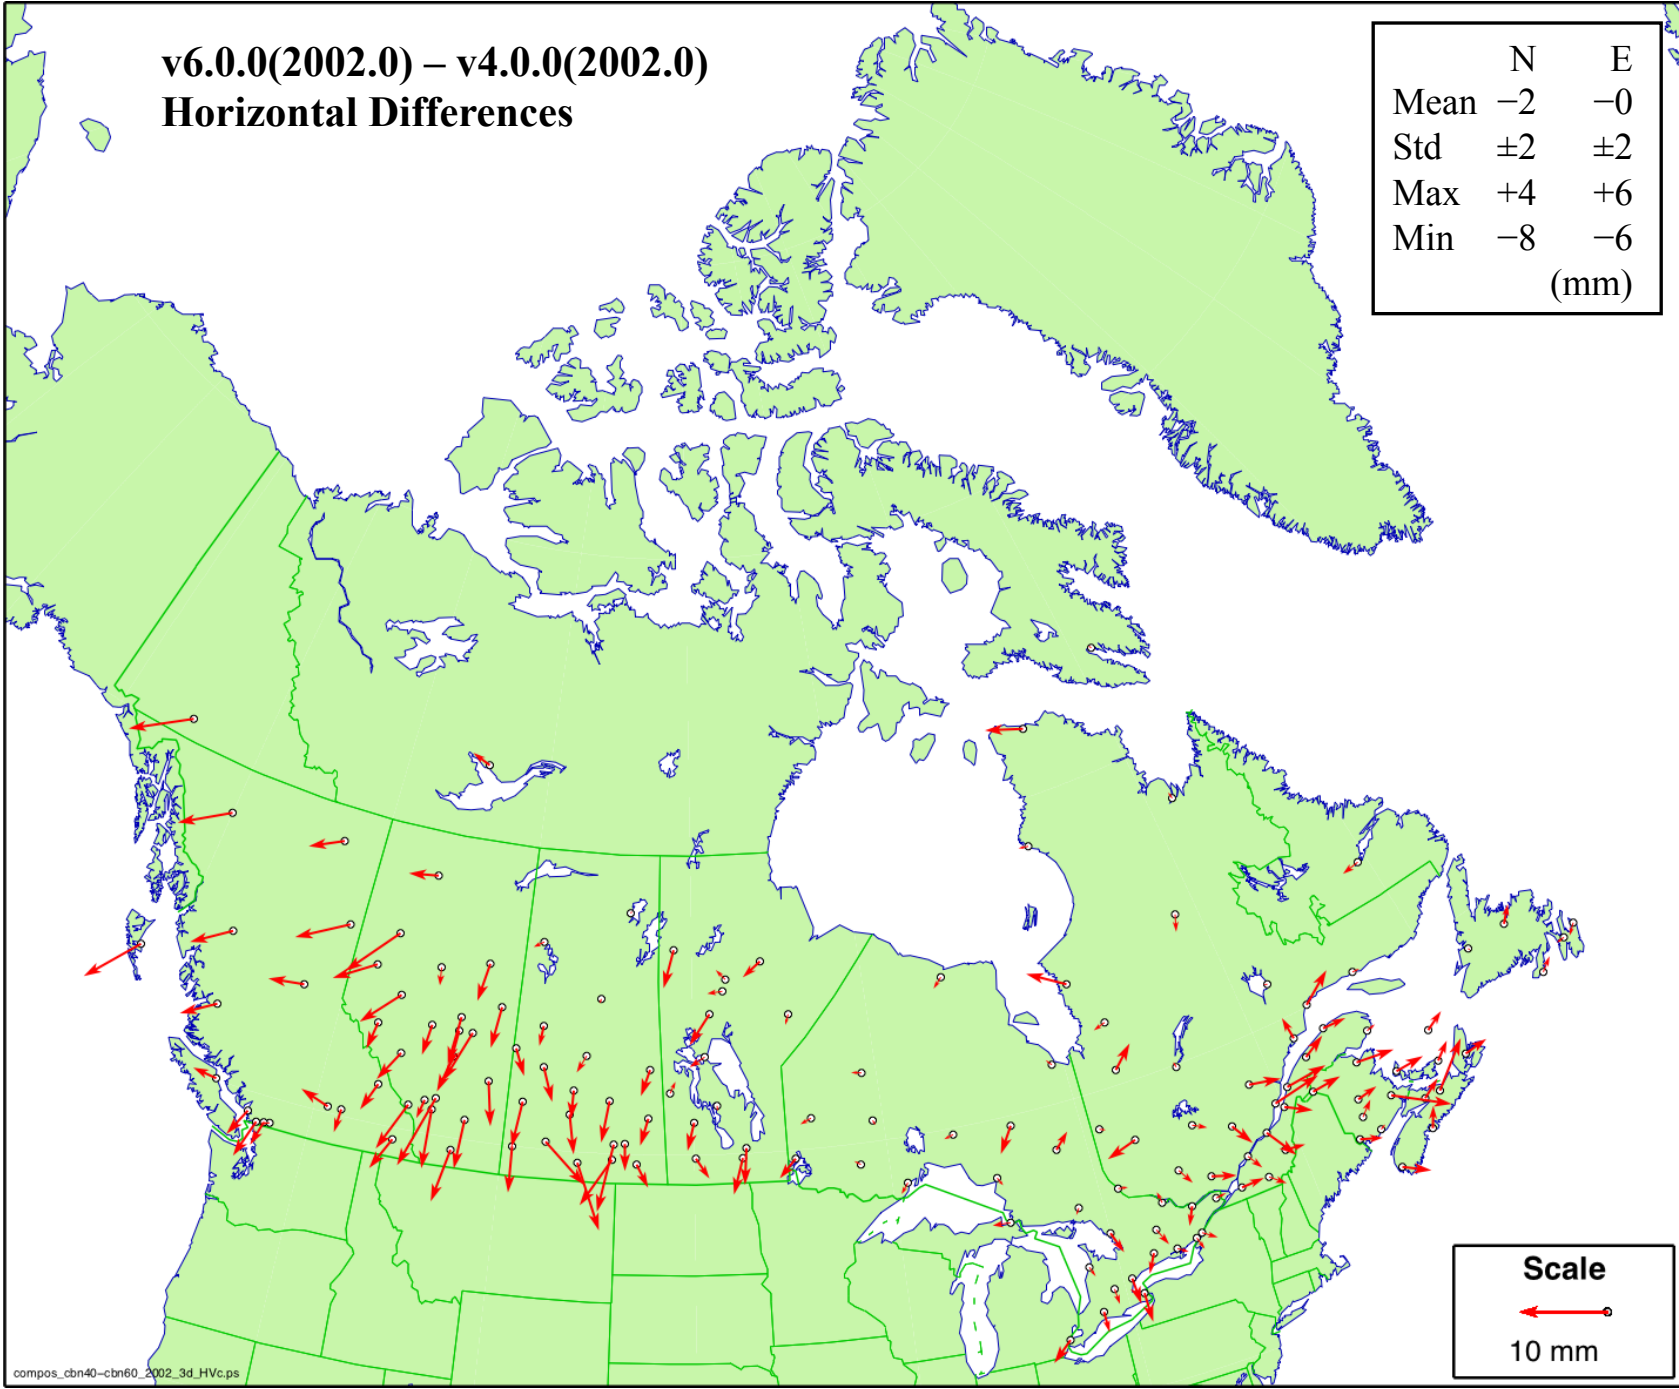 v6.0.0(2002.0) – v4.0.0(2002.0)
Horizontal Differences
N E
Mean −2 −0
Std ±2 ±2
Max +4 +6
Min −8 −6
(mm)
Scale
10 mm
compos_cbn40−cbn60_2002_3d_HVc.ps